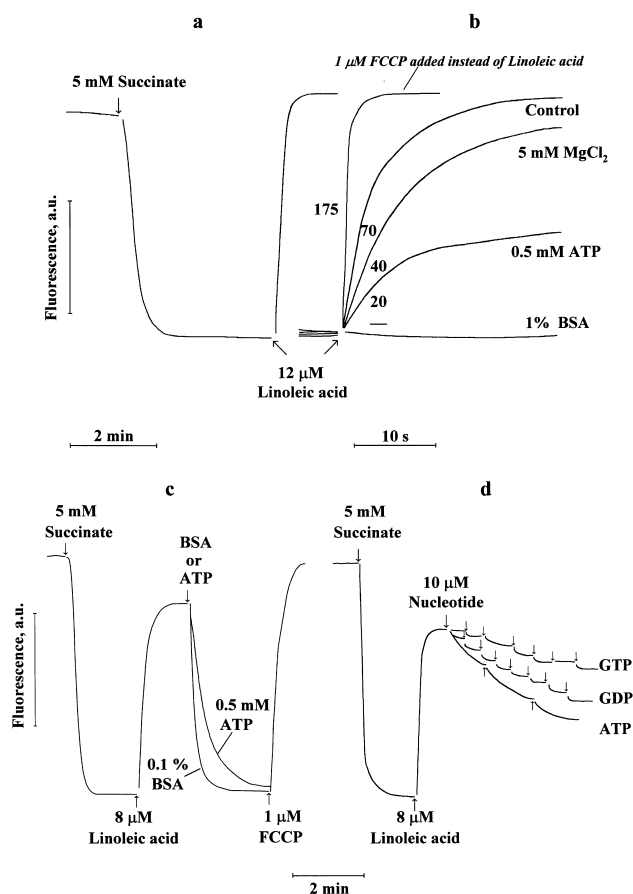 a
b
1 μM FCCP added instead of Linoleic acid
5 mM Succinate
Control
5 mM MgCl2
175
70
40
0.5 mM ATP
20
1% BSA
Fluorescence, a.u.
12 μM
Linoleic acid
2 min
10 s
c
d
5 mM
Succinate
BSA
or
ATP
5 mM
Succinate
10 μM
Nucleotide
GTP
GDP
ATP
0.5 mM
ATP
0.1 %
BSA
Fluorescence, a.u.
8 μM
Linoleic acid
1 μM
FCCP
8 μM
Linoleic acid
2 min